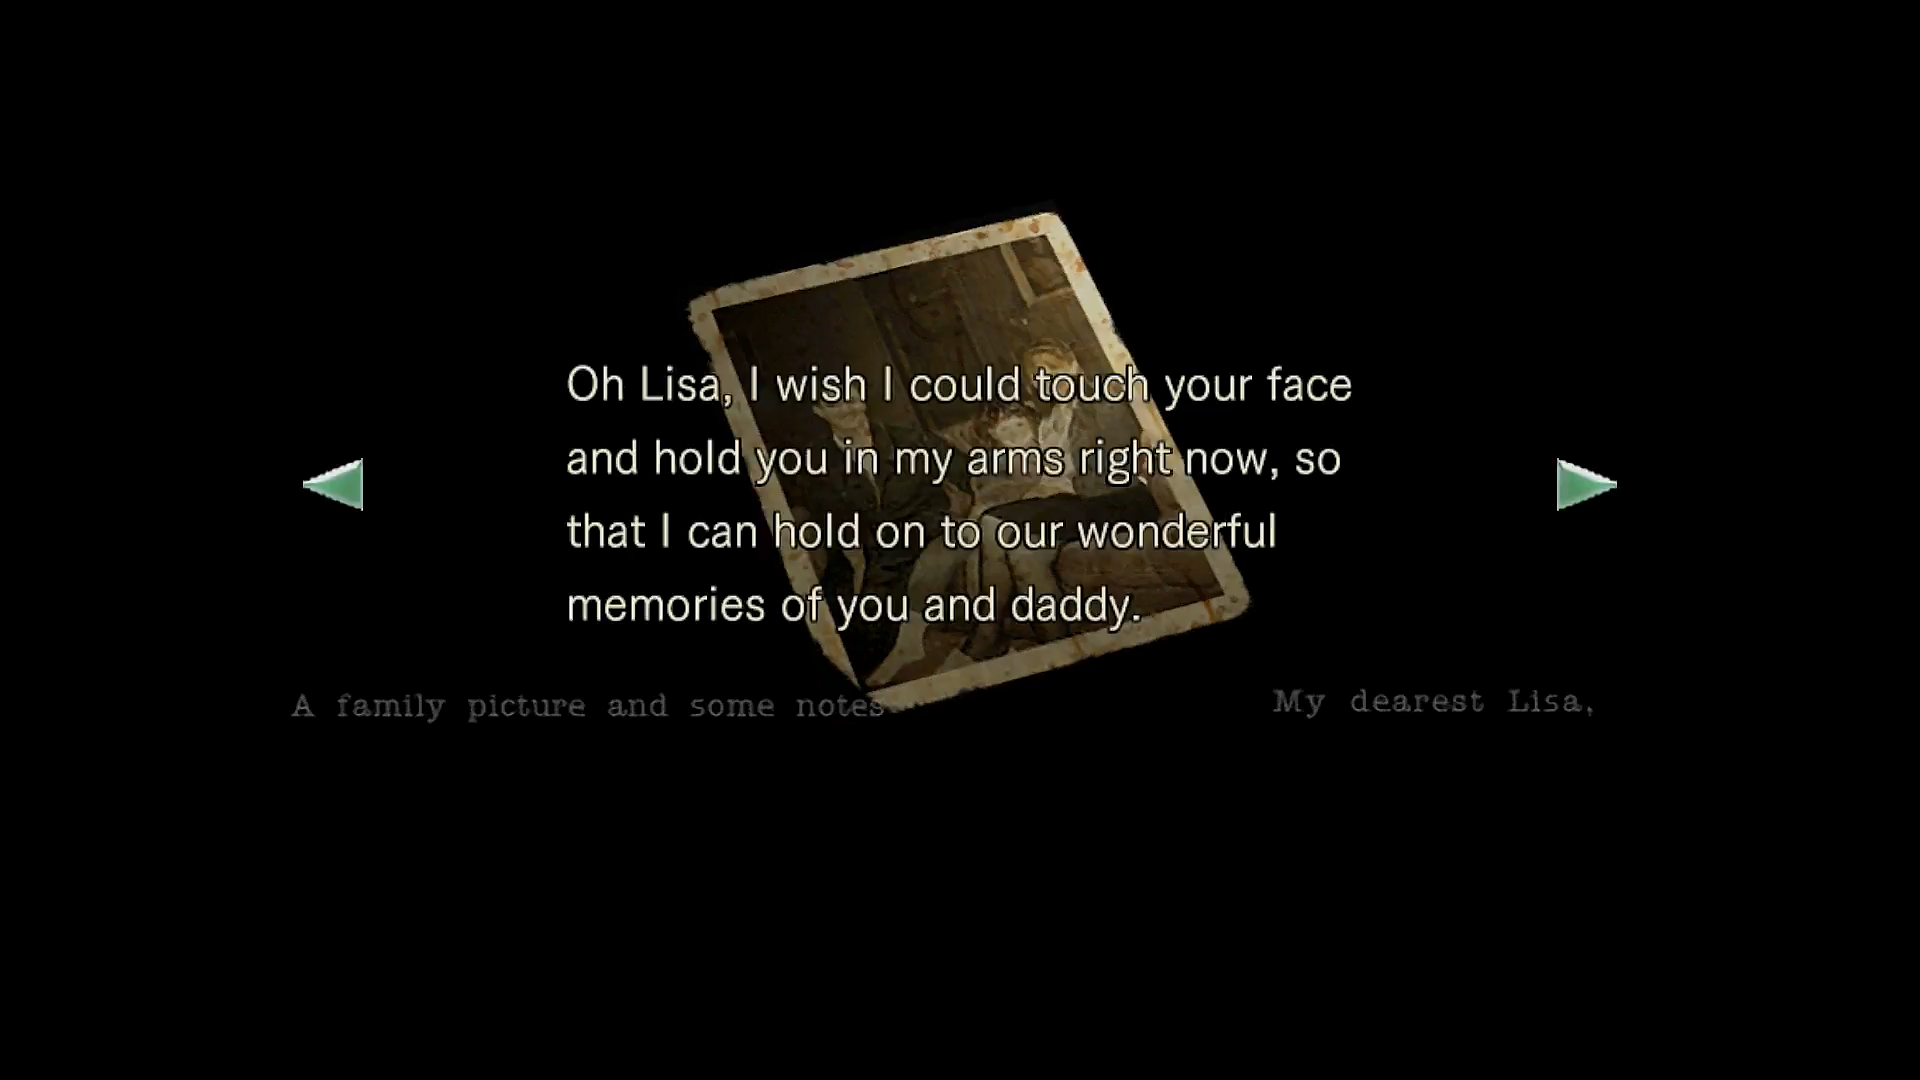 Oh Lisa, I wish I could touch your face
and hold you in my arms right now, so
that I can hold on to our wonderful
memories of you and daddy.
A family picture and some notes
My dearest Lisa,